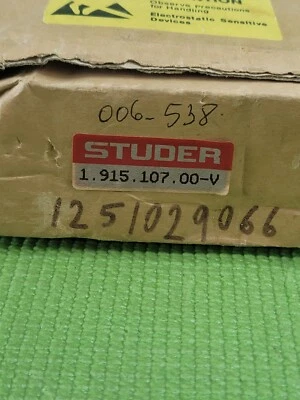 Observe Precautions
for Handling
Electrostatic Sensitive
Devices
006-538
STUDER
1.915.107.00-V
1251029066